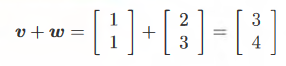 v + w = [ 1 1 ] + [ 2 3 ] = [ 3 4 ]